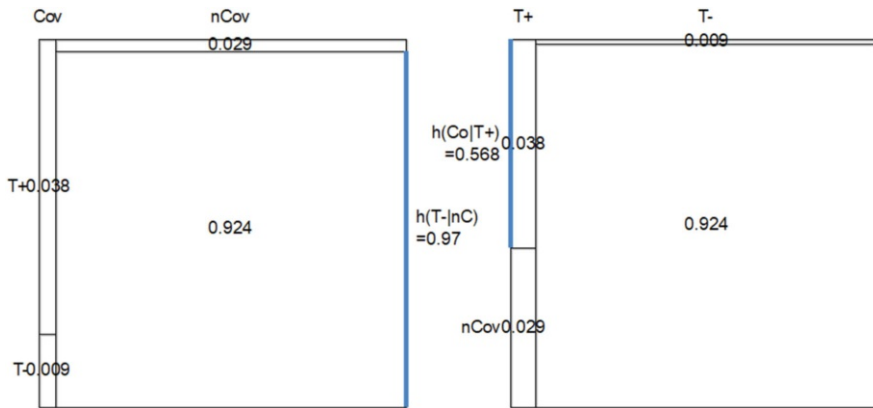 Cov nCov
0.029
T+0.038
0.924
T-0.009
h(T-|nC)
=0.97
T+ T-
0.009
h(Co|T+)
=0.568
0.038
0.924
nCov0.029